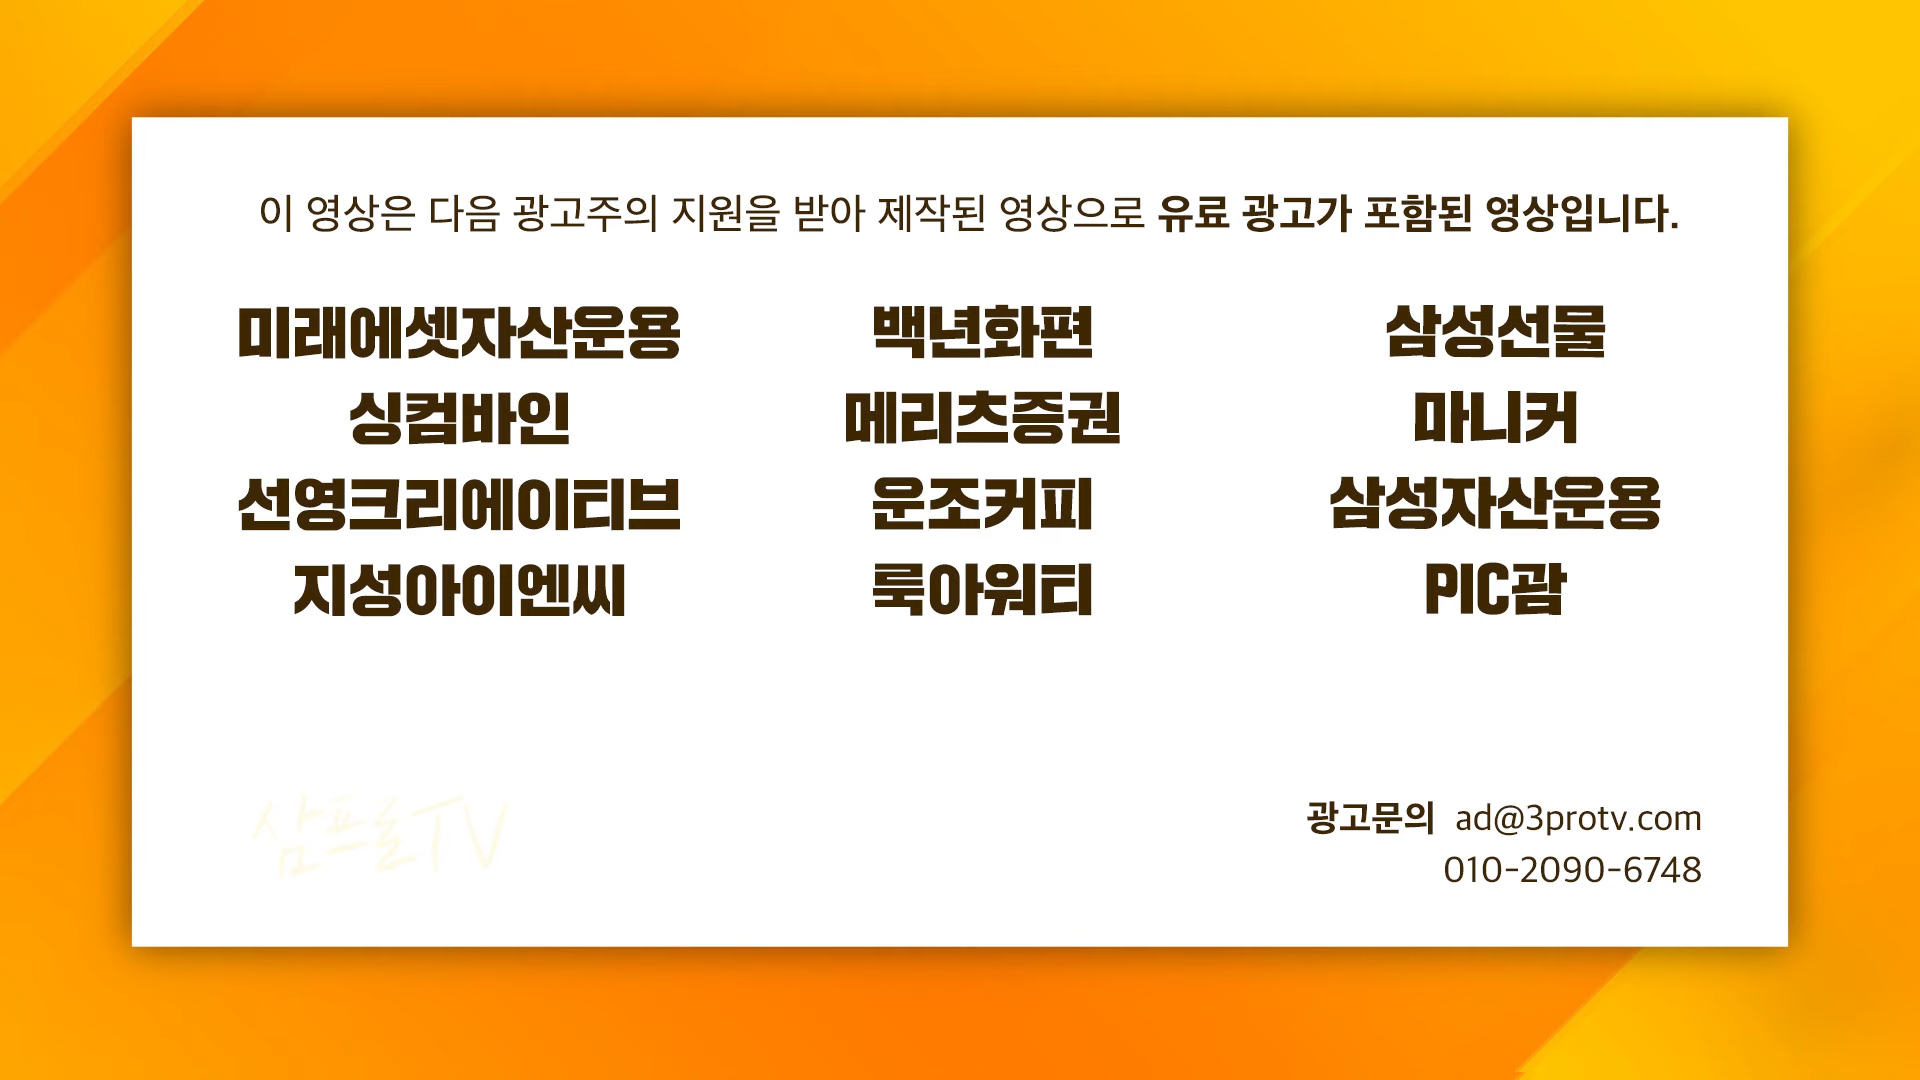 이 영상은 다음 광고주의 지원을 받아 제작된 영상으로 유료 광고가 포함된 영상입니다.
미래에셋자산운용 백년화편 삼성선물
싱컴바인 메리츠증권 마니커
선영크리에이티브 운조커피 삼성자산운용
지성아이엔씨 룩아워티 PIC괌
삼프로TV
광고문의 ad@3protv.com
010-2090-6748